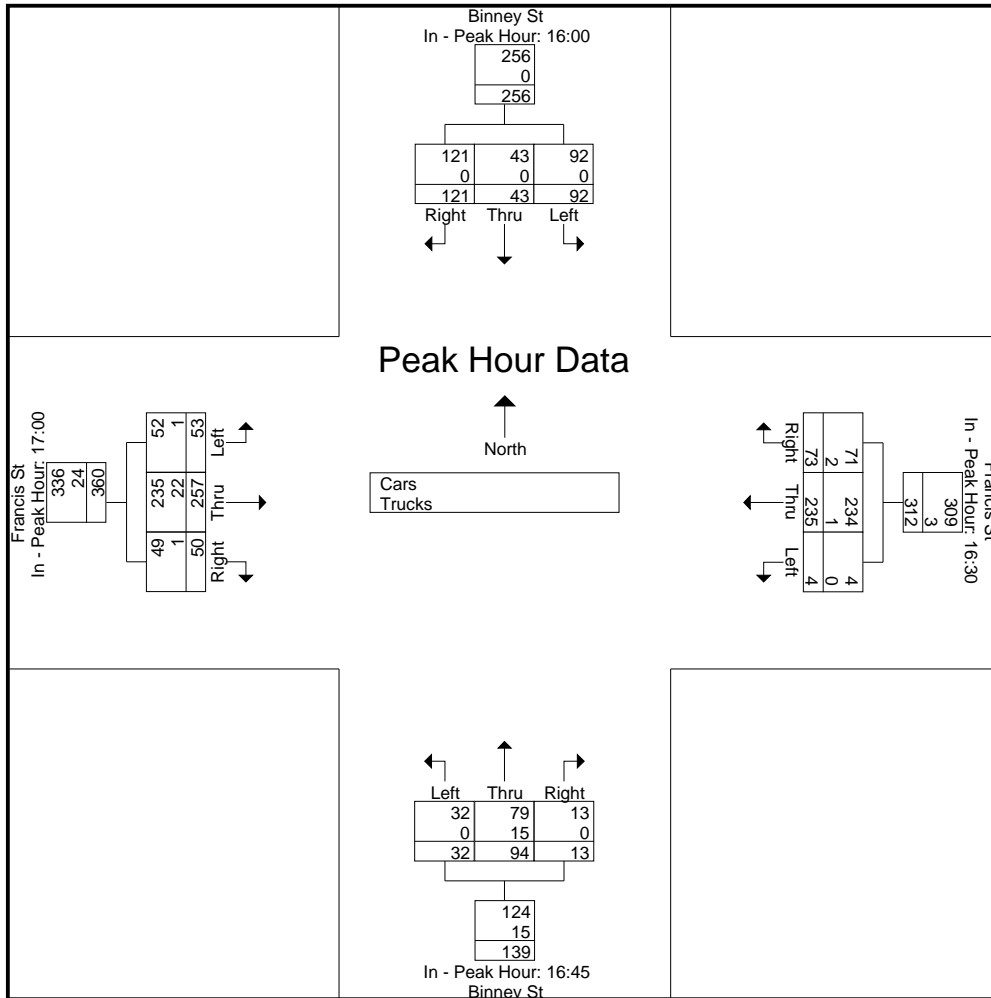 Binney St
In - Peak Hour: 16:00
256
0
256
121 43 92
0 0 0
121 43 92
Right Thru Left
Peak Hour Data
North
Cars
Trucks
Francis St
In - Peak Hour: 17:00
336
24
360
52 1 53 Left
235 22 257 Thru
49 1 50 Right
Right 73 2 71
Thru 235 1 234
Left 4 0 4
312 3 309
In - Peak Hour: 16:30
Francis St
Left Thru Right
32 79 13
0 15 0
32 94 13
124
15
139
In - Peak Hour: 16:45
Binney St